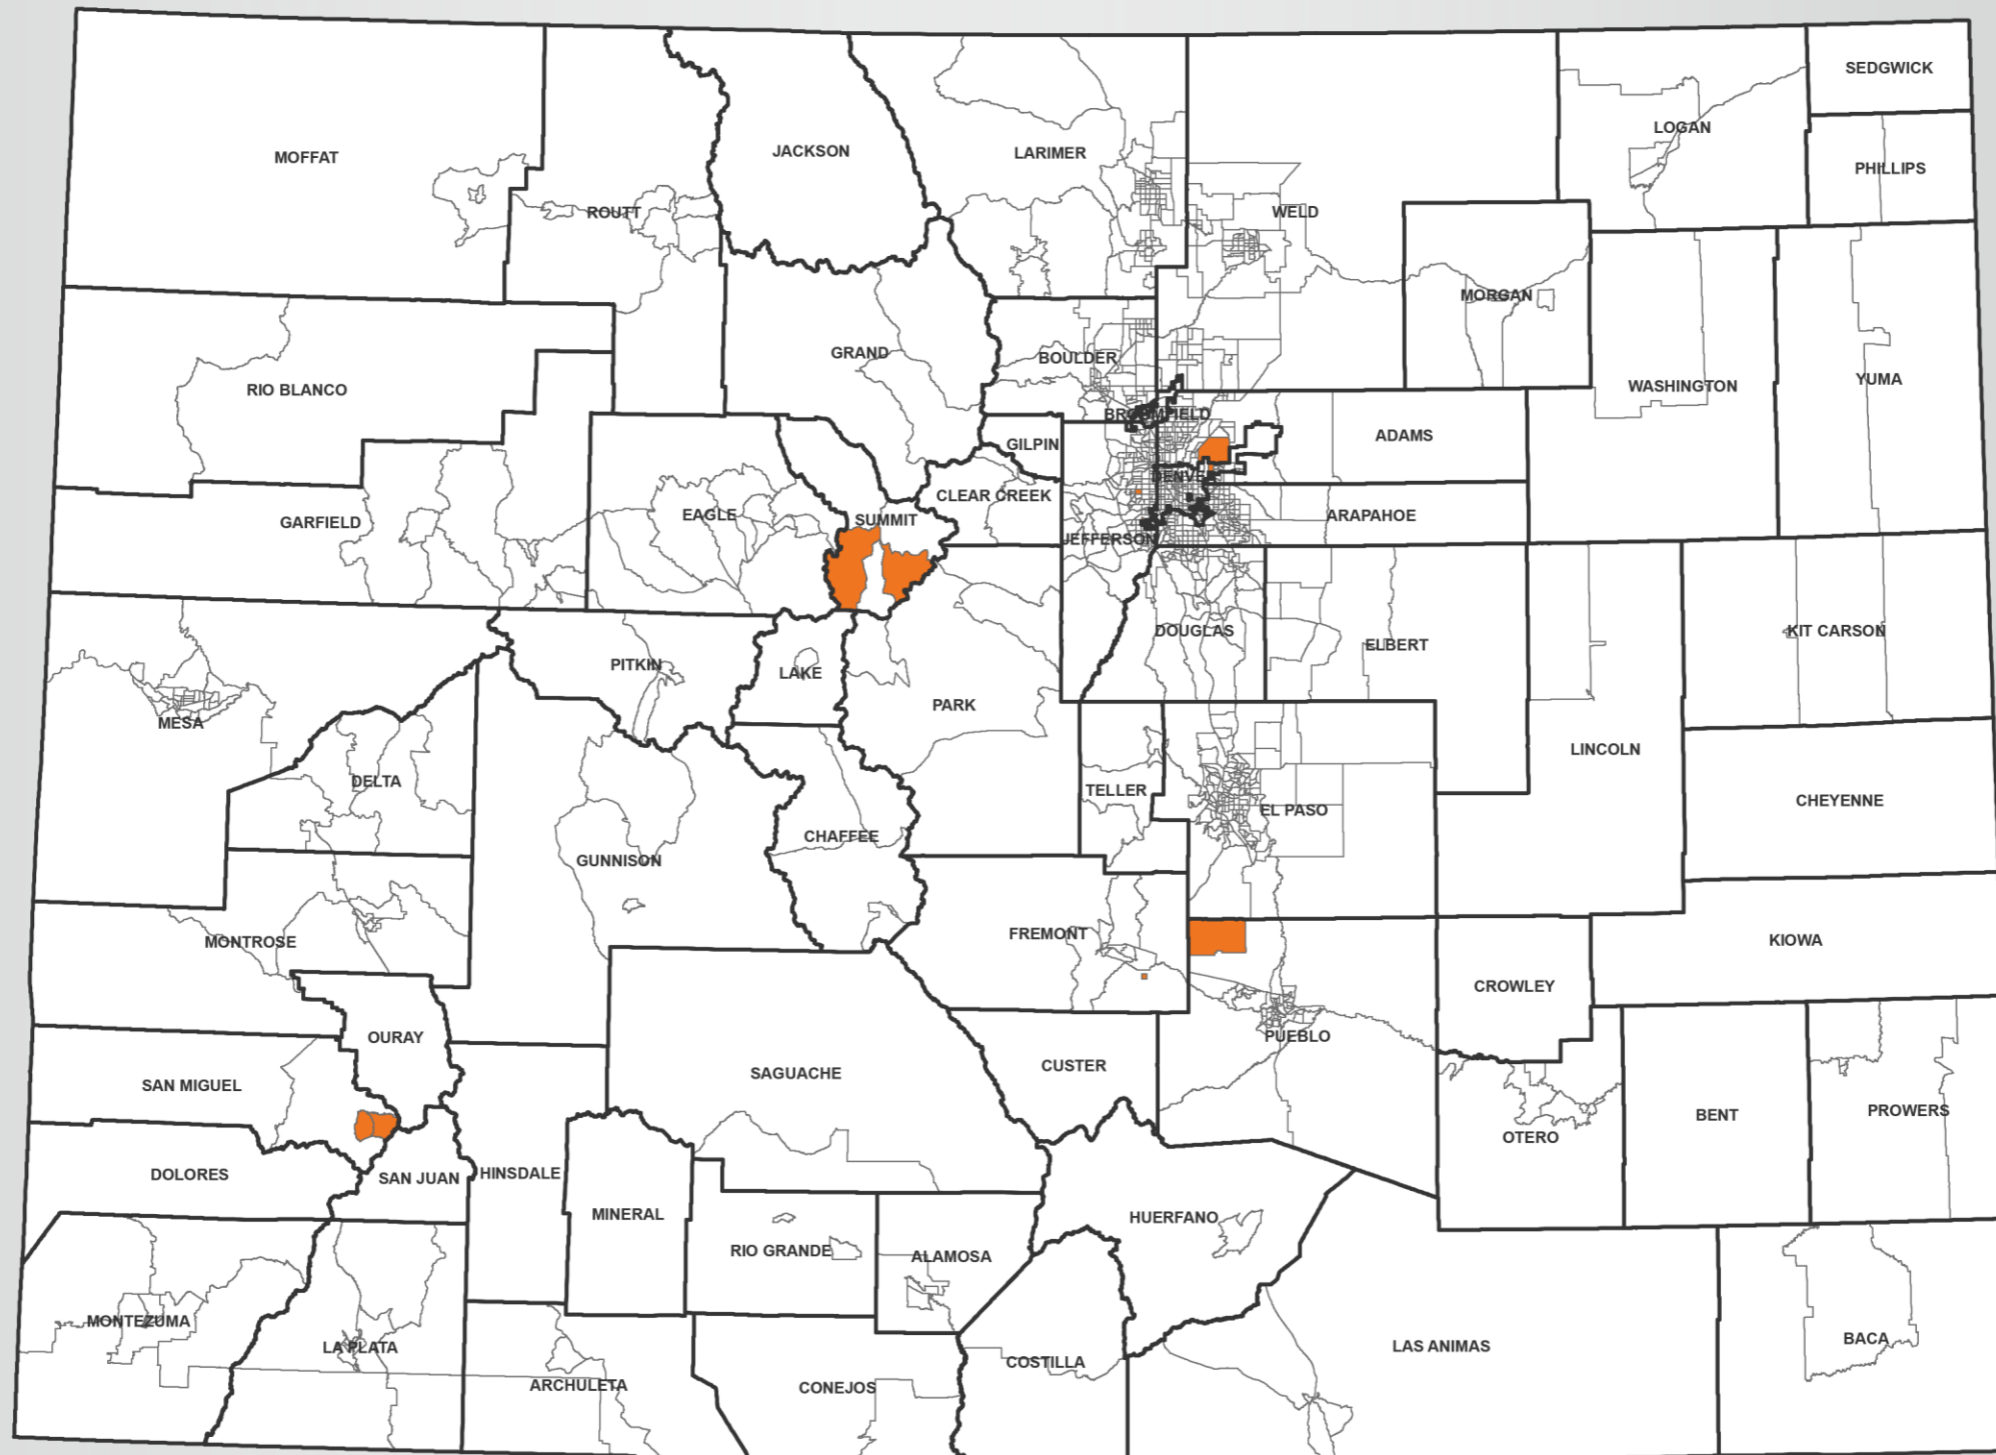 SEDGWICK
LOGAN
MOFFAT
JACKSON
LARIMER
PHILLIPS
ROUTT
WELD
MORGAN
GRAND
BOULDER
RIO BLANCO
WASHINGTON
YUMA
BROOMFIELD
GILPIN
ADAMS
DENVER
CLEAR CREEK
EAGLE
SUMMIT
GARFIELD
ARAPAHOE
JEFFERSON
DOUGLAS
ELBERT
KIT CARSON
PITKIN
LAKE
PARK
MESA
LINCOLN
DELTA
TELLER
EL PASO
CHEYENNE
CHAFFEE
GUNNISON
FREMONT
MONTROSE
KIOWA
CROWLEY
OURAY
PUEBLO
CUSTER
SAGUACHE
SAN MIGUEL
BENT
PROWERS
OTERO
DOLORES
SAN JUAN
HINSDALE
MINERAL
HUERFANO
RIO GRANDE
ALAMOSA
MONTEZUMA
LA PLATA
LAS ANIMAS
BACA
COSTILLA
ARCHULETA
CONEJOS